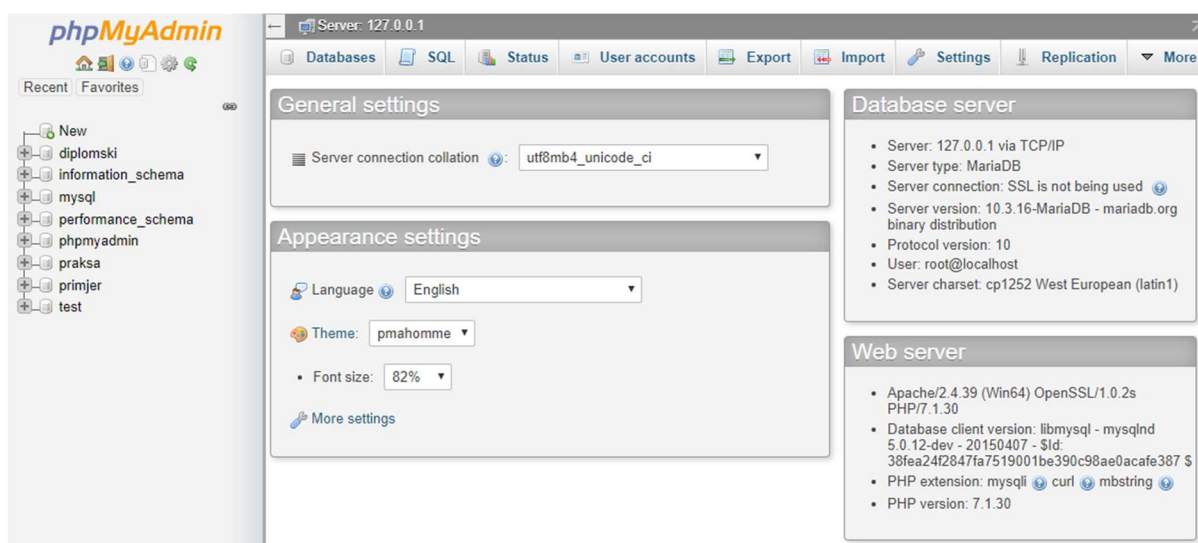 phpMyAdmin
Recent Favorites
New
diplomski
information_schema
mysql
performance_schema
phpmyadmin
praksa
primjer
test
Server: 127.0.0.1
Databases SQL Status User accounts Export Import Settings Replication More
General settings
Server connection collation : utf8mb4_unicode_ci
Appearance settings
Language English
Theme: pmahomme
• Font size: 82%
More settings
Database server
• Server: 127.0.0.1 via TCP/IP
• Server type: MariaDB
• Server connection: SSL is not being used
• Server version: 10.3.16-MariaDB - mariadb.org
binary distribution
• Protocol version: 10
• User: root@localhost
• Server charset: cp1252 West European (latin1)
Web server
• Apache/2.4.39 (Win64) OpenSSL/1.0.2s
PHP/7.1.30
• Database client version: libmysql - mysqlnd
5.0.12-dev - 20150407 - $Id:
38fea24f2847fa7519001be390c98ae0acafe387 $
• PHP extension: mysqli curl mbstring
• PHP version: 7.1.30